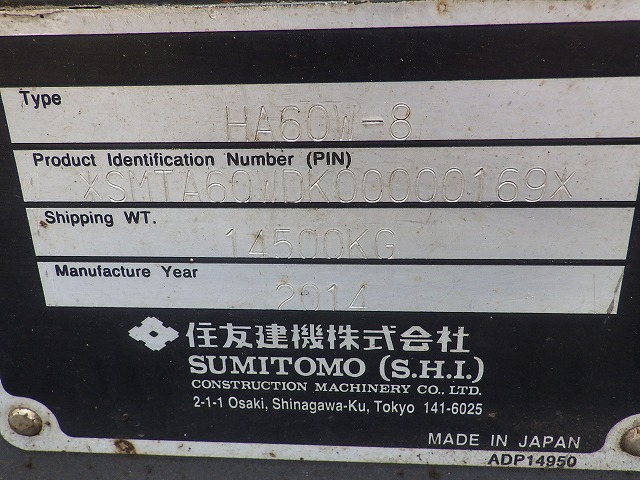 Type
HA60W-8
Product Identification Number (PIN)
*SMTA60WDK00000169*
Shipping WT.
14500KG
Manufacture Year
2014
住友建機株式会社
SUMITOMO (S.H.I.)
CONSTRUCTION MACHINERY CO., LTD.
2-1-1 Osaki, Shinagawa-Ku, Tokyo 141-6025
MADE IN JAPAN
ADP14950